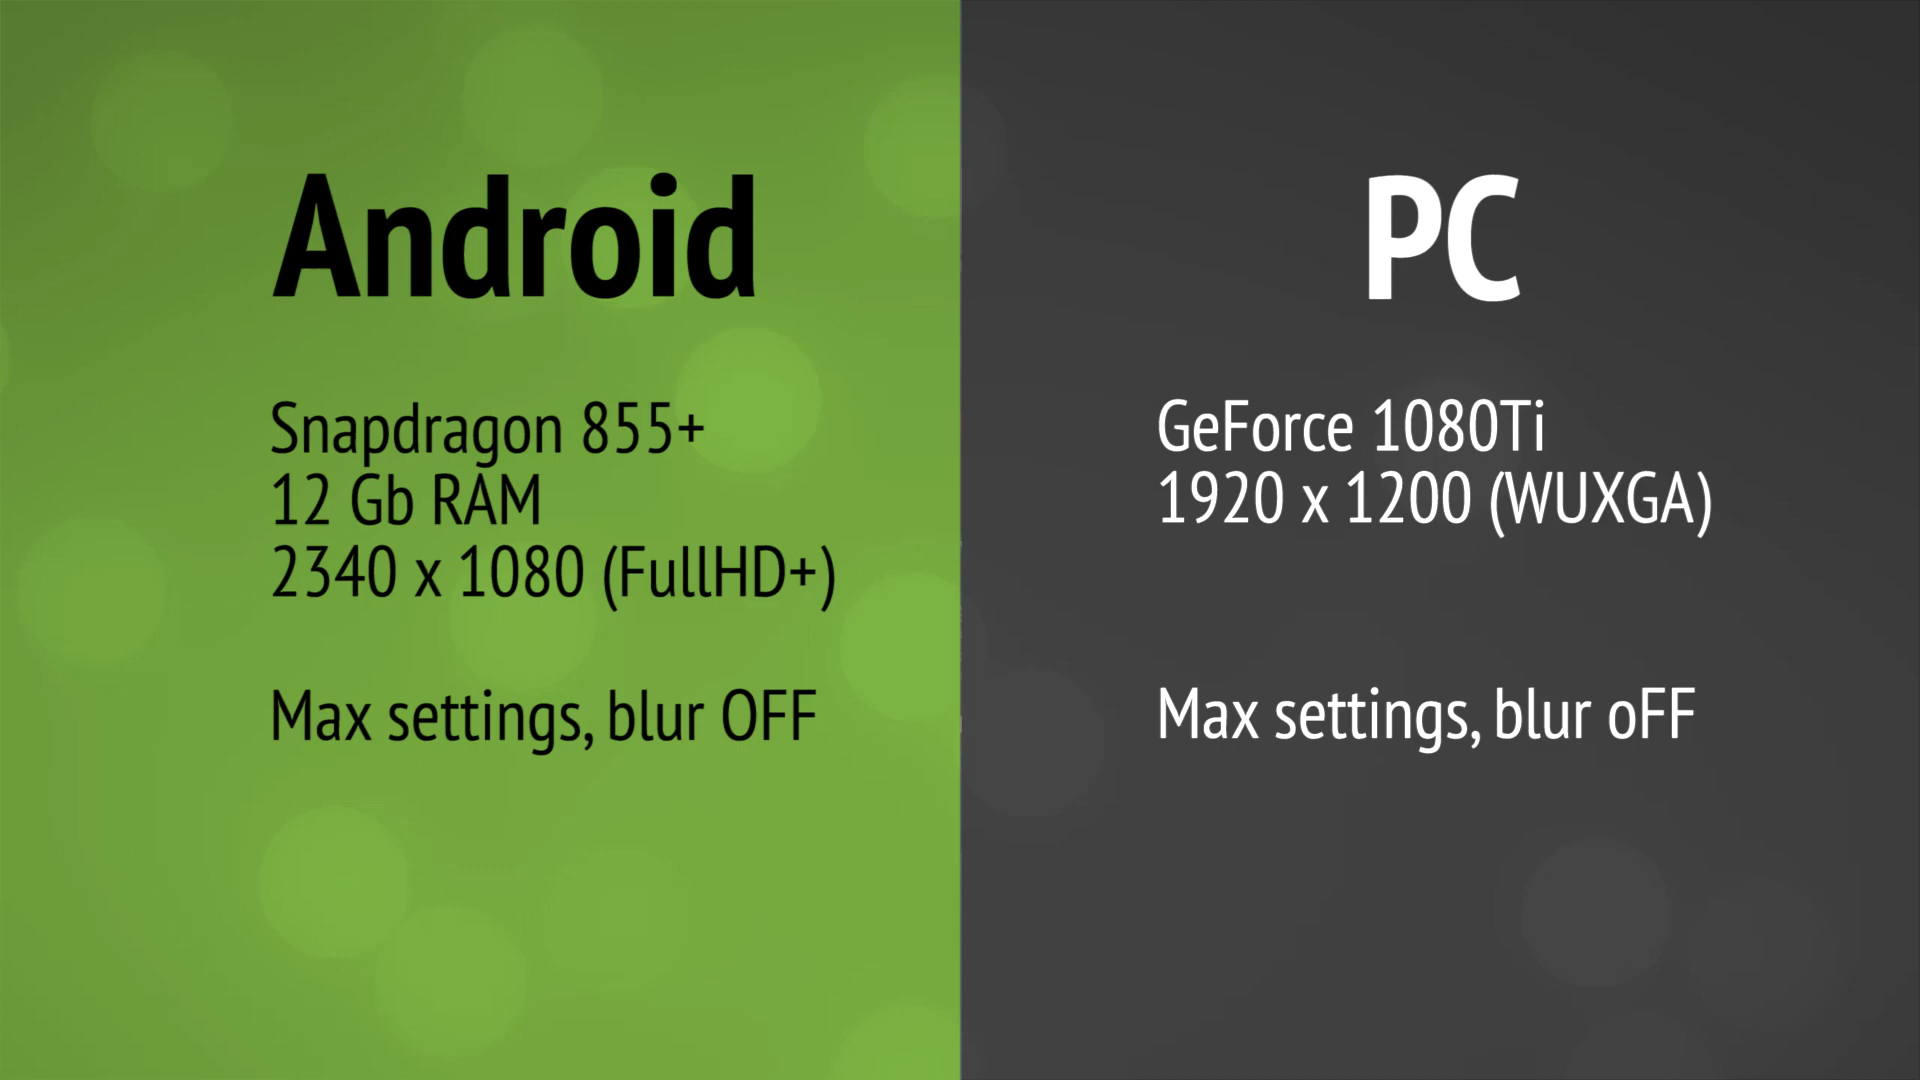 Android
Snapdragon 855+
12 Gb RAM
2340 x 1080 (FullHD+)
Max settings, blur OFF
PC
GeForce 1080Ti
1920 x 1200 (WUXGA)
Max settings, blur oFF